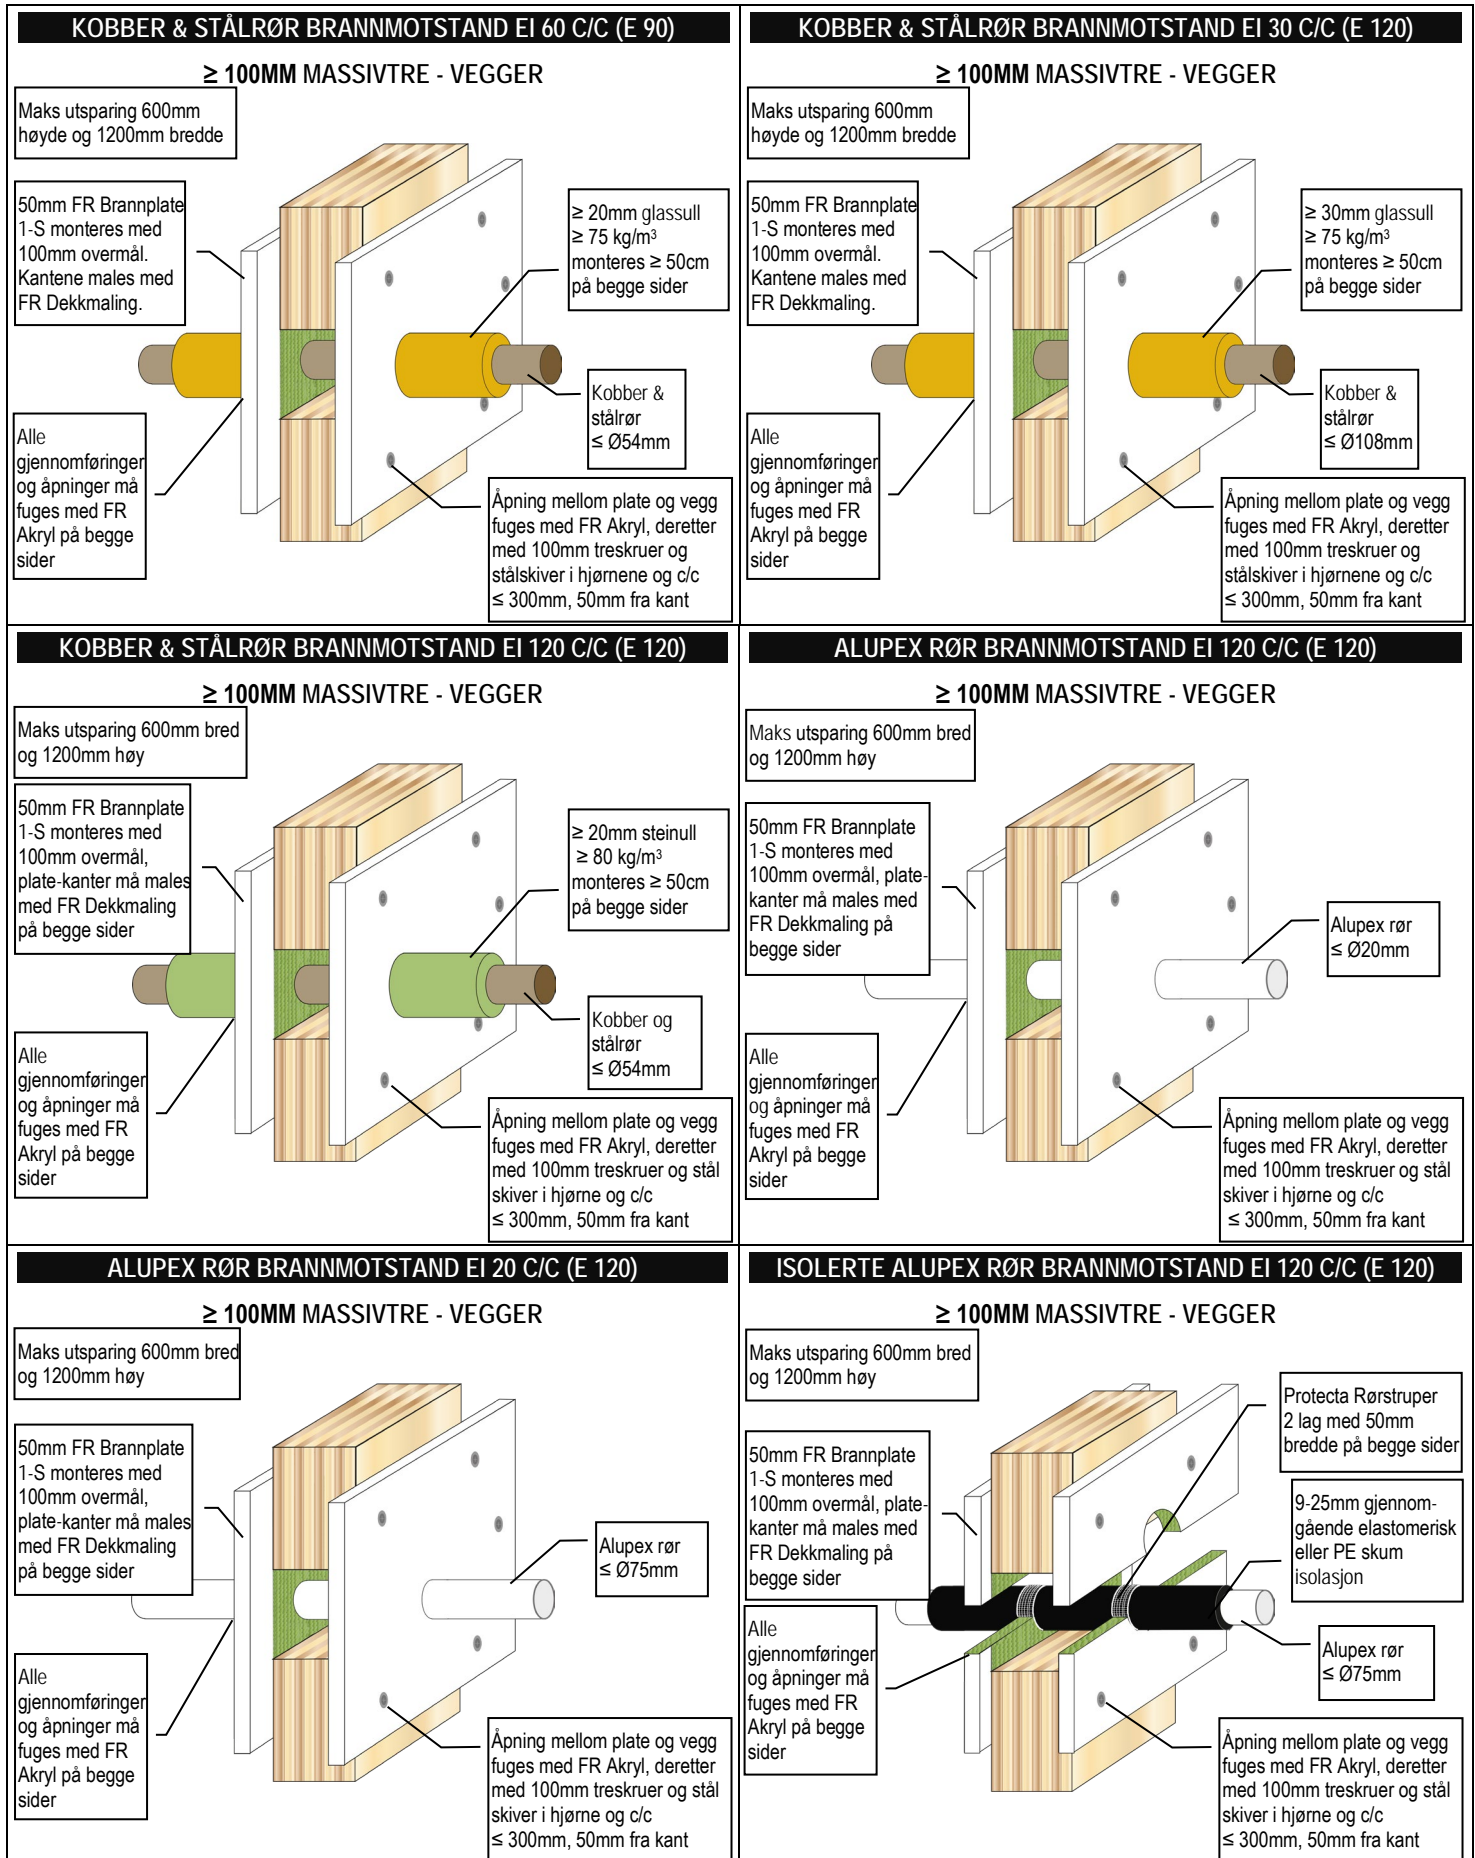 KOBBER & STÅLRØR BRANNMOTSTAND EI 60 C/C (E 90)
≥ 100MM MASSIVTRE - VEGGER
Maks utsparing 600mm
høyde og 1200mm bredde
50mm FR Brannplate
1-S monteres med
100mm overmål.
Kantene males med
FR Dekkmaling.
≥ 20mm glassull
≥ 75 kg/m³
monteres ≥ 50cm
på begge sider
Kobber &
stålrør
≤ Ø54mm
Alle
gjennomføringer
og åpninger må
fuges med FR
Akryl på begge
sider
Åpning mellom plate og vegg
fuges med FR Akryl, deretter
med 100mm treskruer og
stålskiver i hjørnene og c/c
≤ 300mm, 50mm fra kant
KOBBER & STÅLRØR BRANNMOTSTAND EI 30 C/C (E 120)
≥ 100MM MASSIVTRE - VEGGER
Maks utsparing 600mm
høyde og 1200mm bredde
50mm FR Brannplate
1-S monteres med
100mm overmål.
Kantene males med
FR Dekkmaling.
≥ 30mm glassull
≥ 75 kg/m³
monteres ≥ 50cm
på begge sider
Kobber &
stålrør
≤ Ø108mm
Alle
gjennomføringer
og åpninger må
fuges med FR
Akryl på begge
sider
Åpning mellom plate og vegg
fuges med FR Akryl, deretter
med 100mm treskruer og
stålskiver i hjørnene og c/c
≤ 300mm, 50mm fra kant
KOBBER & STÅLRØR BRANNMOTSTAND EI 120 C/C (E 120)
≥ 100MM MASSIVTRE - VEGGER
Maks utsparing 600mm bred
og 1200mm høy
50mm FR Brannplate
1-S monteres med
100mm overmål,
plate-kanter må males
med FR Dekkmaling
på begge sider
≥ 20mm steinull
≥ 80 kg/m³
monteres ≥ 50cm
på begge sider
Kobber og
stålrør
≤ Ø54mm
Alle
gjennomføringer
og åpninger må
fuges med FR
Akryl på begge
sider
Åpning mellom plate og vegg
fuges med FR Akryl, deretter
med 100mm treskruer og stål
skiver i hjørne og c/c
≤ 300mm, 50mm fra kant
ALUPEX RØR BRANNMOTSTAND EI 120 C/C (E 120)
≥ 100MM MASSIVTRE - VEGGER
Maks utsparing 600mm bred
og 1200mm høy
50mm FR Brannplate
1-S monteres med
100mm overmål, plate-
kanter må males med
FR Dekkmaling på
begge sider
Alupex rør
≤ Ø20mm
Alle
gjennomføringer
og åpninger må
fuges med FR
Akryl på begge
sider
Åpning mellom plate og vegg
fuges med FR Akryl, deretter
med 100mm treskruer og stål
skiver i hjørne og c/c
≤ 300mm, 50mm fra kant
ALUPEX RØR BRANNMOTSTAND EI 20 C/C (E 120)
≥ 100MM MASSIVTRE - VEGGER
Maks utsparing 600mm bred
og 1200mm høy
50mm FR Brannplate
1-S monteres med
100mm overmål,
plate-kanter må males
med FR Dekkmaling
på begge sider
Alupex rør
≤ Ø75mm
Alle
gjennomføringer
og åpninger må
fuges med FR
Akryl på begge
sider
Åpning mellom plate og vegg
fuges med FR Akryl, deretter
med 100mm treskruer og stål
skiver i hjørne og c/c
≤ 300mm, 50mm fra kant
ISOLERTE ALUPEX RØR BRANNMOTSTAND EI 120 C/C (E 120)
≥ 100MM MASSIVTRE - VEGGER
Maks utsparing 600mm bred
og 1200mm høy
50mm FR Brannplate
1-S monteres med
100mm overmål, plate-
kanter må males med
FR Dekkmaling på
begge sider
Protecta Rørstruper
2 lag med 50mm
bredde på begge sider
9-25mm gjennom-
gående elastomerisk
eller PE skum
isolasjon
Alupex rør
≤ Ø75mm
Alle
gjennomføringer
og åpninger må
fuges med FR
Akryl på begge
sider
Åpning mellom plate og vegg
fuges med FR Akryl, deretter
med 100mm treskruer og stål
skiver i hjørne og c/c
≤ 300mm, 50mm fra kant